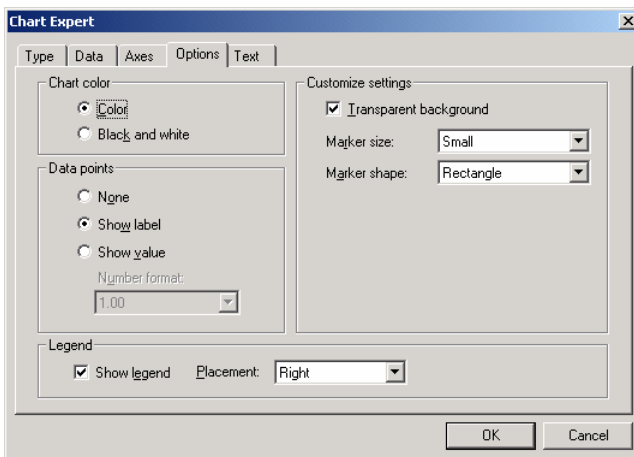 Chart Expert
Type Data Axes Options Text
Chart color
Color
Black and white
Data points
None
Show label
Show value
Number format:
1.00
Customize settings
Transparent background
Marker size: Small
Marker shape: Rectangle
Legend
Show legend Placement: Right
OK Cancel